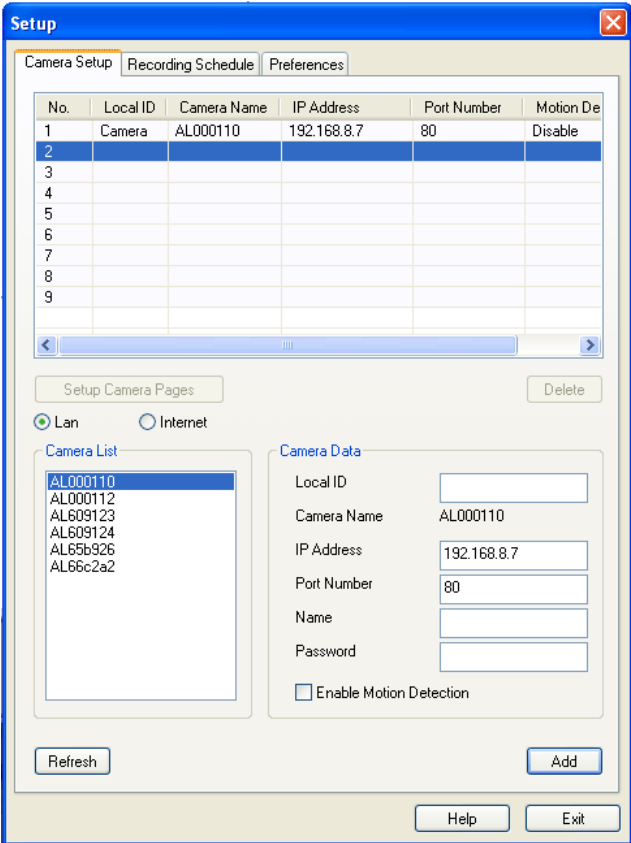 Setup
Camera Setup Recording Schedule Preferences
No. Local ID Camera Name IP Address Port Number Motion De
1 Camera AL000110 192.168.8.7 80 Disable
2
3
4
5
6
7
8
9
Setup Camera Pages Delete
Lan Internet
Camera List
AL000110
AL000112
AL609123
AL609124
AL65b926
AL66c2a2
Camera Data
Local ID
Camera Name AL000110
IP Address 192.168.8.7
Port Number 80
Name
Password
Enable Motion Detection
Refresh Add
Help Exit